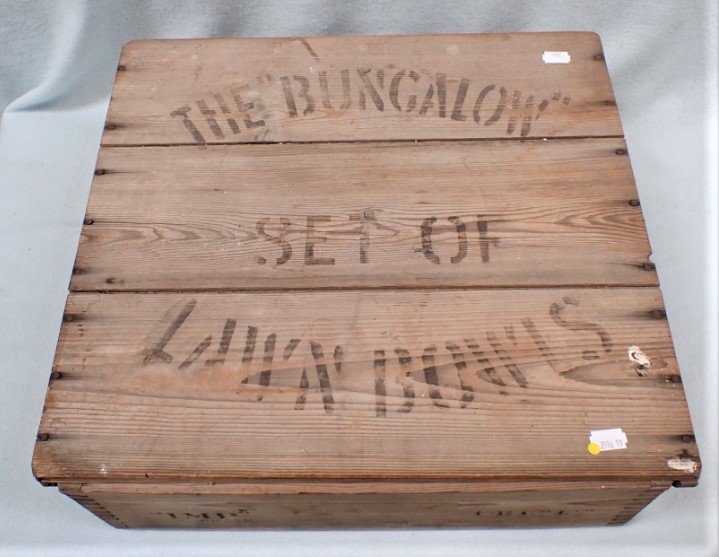 THE "BUNGALOW"
SET OF
LAWN BOWLS